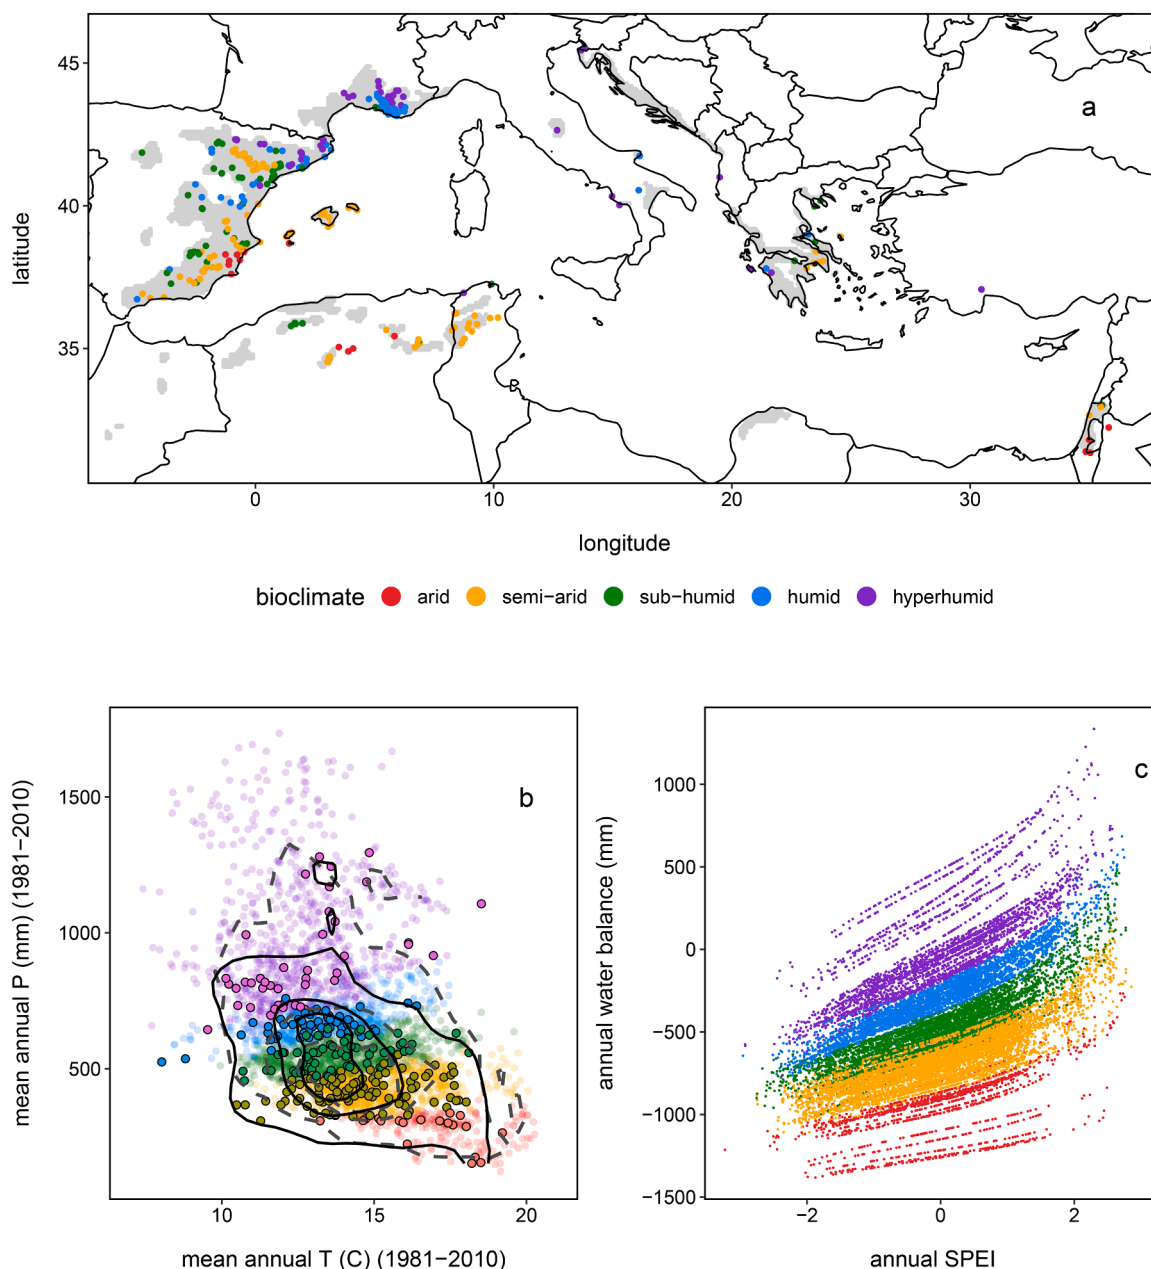 a
45
40
35
latitude
0
10
20
30
longitude
bioclimate arid semi−arid sub−humid humid hyperhumid
b
1500
1000
500
mean annual P (mm) (1981−2010)
10
15
20
mean annual T (C) (1981−2010)
c
1000
500
0
−500
−1000
−1500
annual water balance (mm)
−2
0
2
annual SPEI